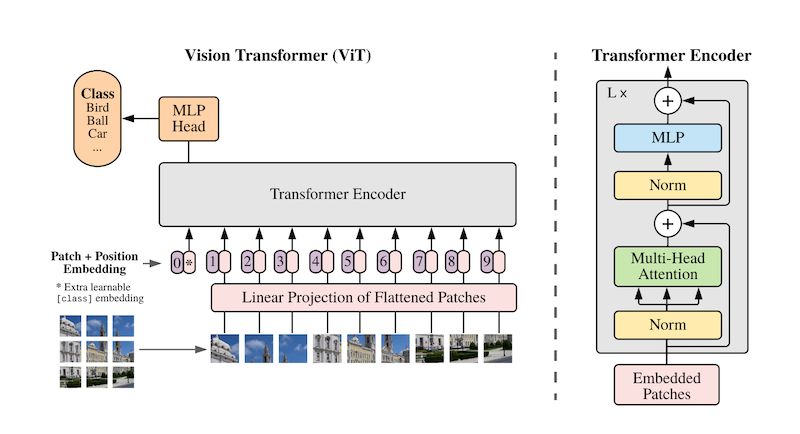 Vision Transformer (ViT)
Class
Bird
Ball
Car
...
MLP
Head
Transformer Encoder
Patch + Position
Embedding
0 * 1 2 3 4 5 6 7 8 9
* Extra learnable
[class] embedding
Linear Projection of Flattened Patches
Transformer Encoder
L x
+
MLP
Norm
+
Multi-Head
Attention
Norm
Embedded
Patches